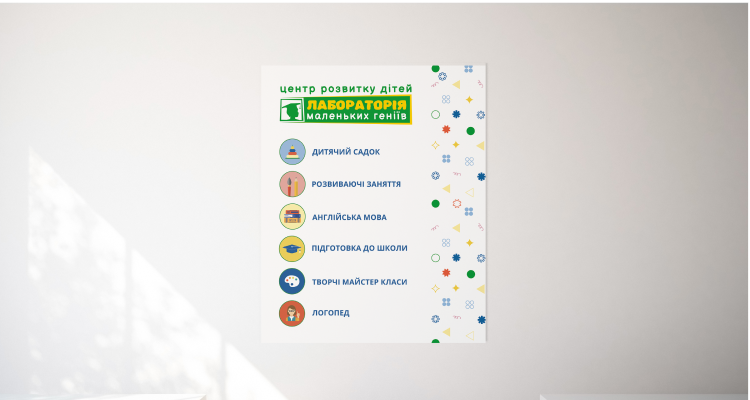 центр розвитку дітей
ЛАБОРАТОРІЯ
маленьких геніїв
ДИТЯЧИЙ САДОК
РОЗВИВАЮЧІ ЗАНЯТТЯ
АНГЛІЙСЬКА МОВА
ПІДГОТОВКА ДО ШКОЛИ
ТВОРЧІ МАЙСТЕР КЛАСИ
ЛОГОПЕД